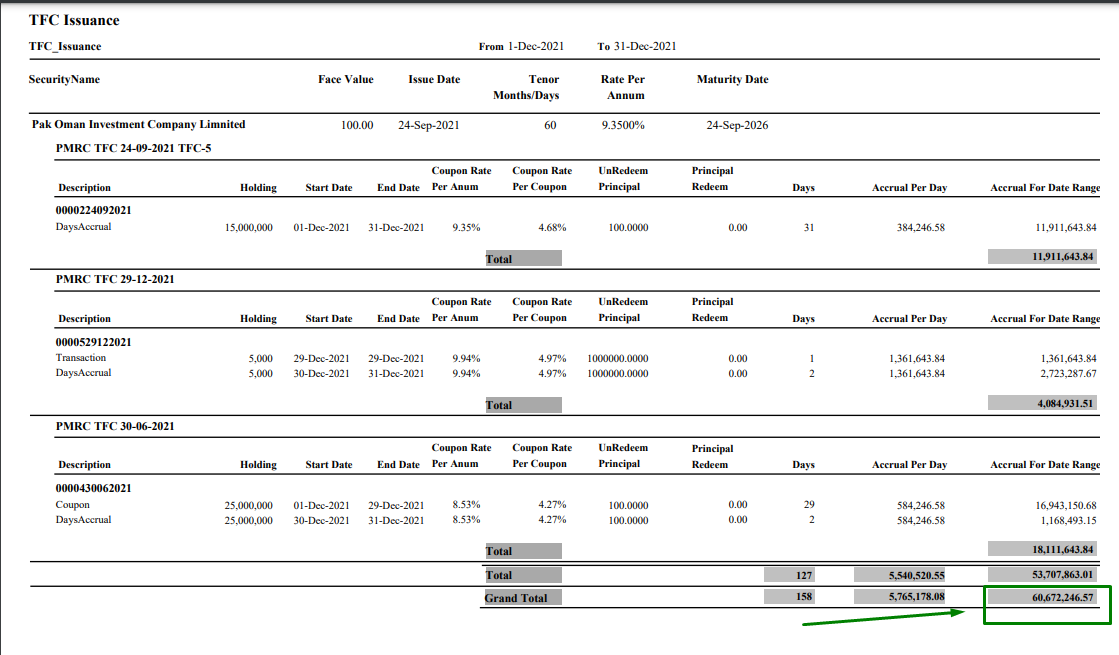 TFC Issuance
TFC_Issuance From 1-Dec-2021 To 31-Dec-2021
SecurityName Face Value Issue Date Tenor Rate Per Maturity Date
Months/Days Annum
Pak Oman Investment Company Limnited 100.00 24-Sep-2021 60 9.3500% 24-Sep-2026
PMRC TFC 24-09-2021 TFC-5
Coupon Rate Coupon Rate UnRedeem Principal
Description Holding Start Date End Date Per Anum Per Coupon Principal Redeem Days Accrual Per Day Accrual For Date Range
0000224092021
DaysAccrual 15,000,000 01-Dec-2021 31-Dec-2021 9.35% 4.68% 100.0000 0.00 31 384,246.58 11,911,643.84
Total 11,911,643.84
PMRC TFC 29-12-2021
Coupon Rate Coupon Rate UnRedeem Principal
Description Holding Start Date End Date Per Anum Per Coupon Principal Redeem Days Accrual Per Day Accrual For Date Range
0000529122021
Transaction 5,000 29-Dec-2021 29-Dec-2021 9.94% 4.97% 1000000.0000 0.00 1 1,361,643.84 1,361,643.84
DaysAccrual 5,000 30-Dec-2021 31-Dec-2021 9.94% 4.97% 1000000.0000 0.00 2 1,361,643.84 2,723,287.67
Total 4,084,931.51
PMRC TFC 30-06-2021
Coupon Rate Coupon Rate UnRedeem Principal
Description Holding Start Date End Date Per Anum Per Coupon Principal Redeem Days Accrual Per Day Accrual For Date Range
0000430062021
Coupon 25,000,000 01-Dec-2021 29-Dec-2021 8.53% 4.27% 100.0000 0.00 29 584,246.58 16,943,150.68
DaysAccrual 25,000,000 30-Dec-2021 31-Dec-2021 8.53% 4.27% 100.0000 0.00 2 584,246.58 1,168,493.15
Total 18,111,643.84
Total 127 5,540,520.55 53,707,863.01
Grand Total 158 5,765,178.08 60,672,246.57